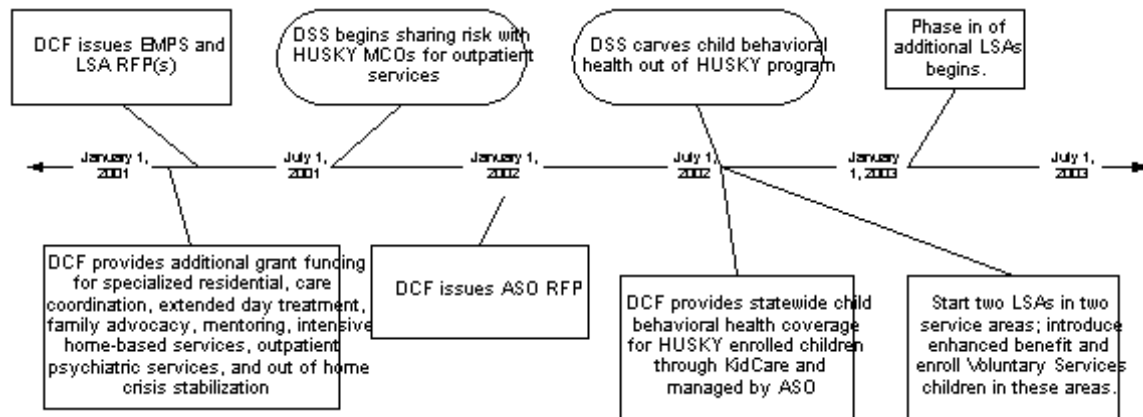 DCF issues EMPS and
LSA RFP(s)
DSS begins sharing risk with
HUSKY MCOs for outpatient
services
DSS carves child behavioral
health out of HUSKY program
Phase in of
additional LSAs
begins.
January 1,
2001
July 1,
2001
January 1,
2002
July 1,
2002
January
1, 2003
July 1,
2003
DCF provides additional grant funding
for specialized residential, care
coordination, extended day treatment,
family advocacy, mentoring, intensive
home-based services, outpatient
psychiatric services, and out of home
crisis stabilization
DCF issues ASO RFP
DCF provides statewide child
behavioral health coverage
for HUSKY enrolled children
through KidCare and
managed by ASO
Start two LSAs in two
service areas; introduce
enhanced benefit and
enroll Voluntary Services
children in these areas.